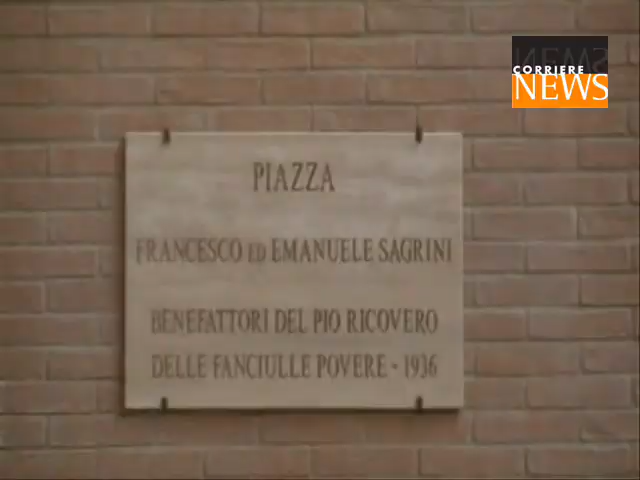 CORRIERE
NEWS
PIAZZA
FRANCESCO ED EMANUELE SAGRINI
BENEFATTORI DEL PIO RICOVERO
DELLE FANCIULLE POVERE - 1936